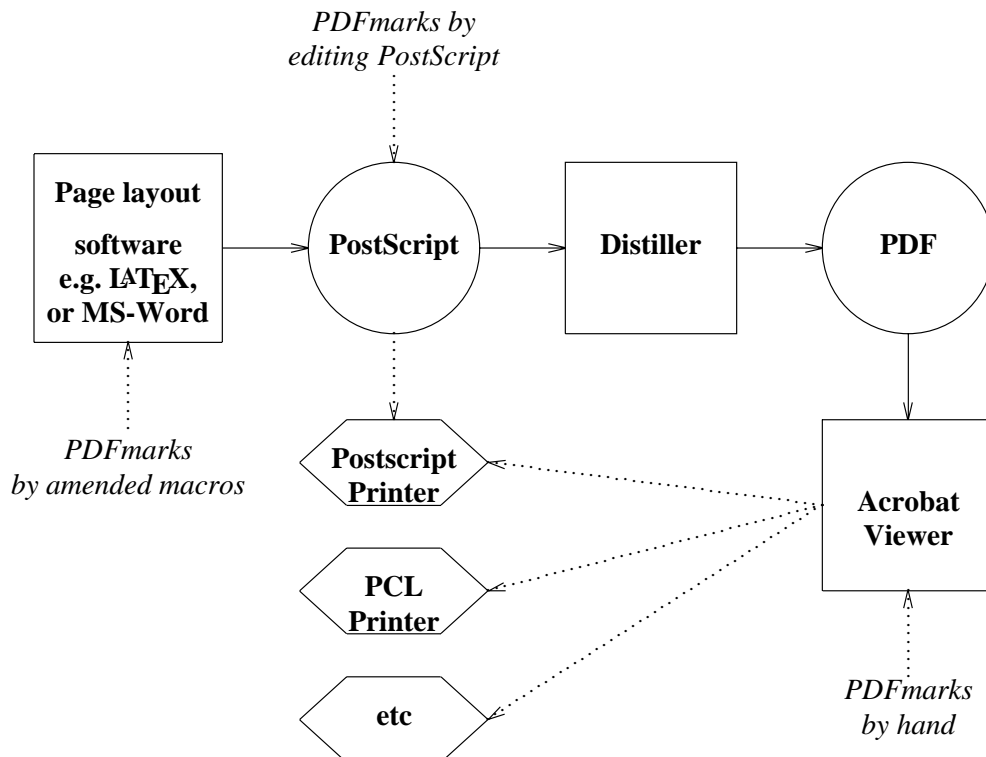 PDFmarks by
editing PostScript
Page layout
software
e.g. LATEX,
or MS-Word
PostScript
Distiller
PDF
PDFmarks
by amended macros
Postscript
Printer
Acrobat
Viewer
PCL
Printer
etc
PDFmarks
by hand